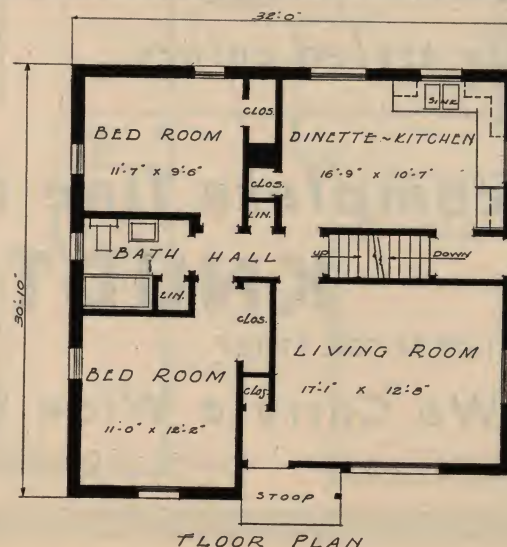 32'-0"
CLOS.
SINK
BED ROOM
DINETTE~KITCHEN
11'-7" x 9'-6"
16'-9" x 10'-7"
CLOS.
LIN.
BATH
HALL
UP
DOWN
LIN.
30'-10"
CLOS.
LIVING ROOM
BED ROOM
17'-1" x 12'-8"
CLOS.
11'-0" x 12'-2"
STOOP
FLOOR PLAN